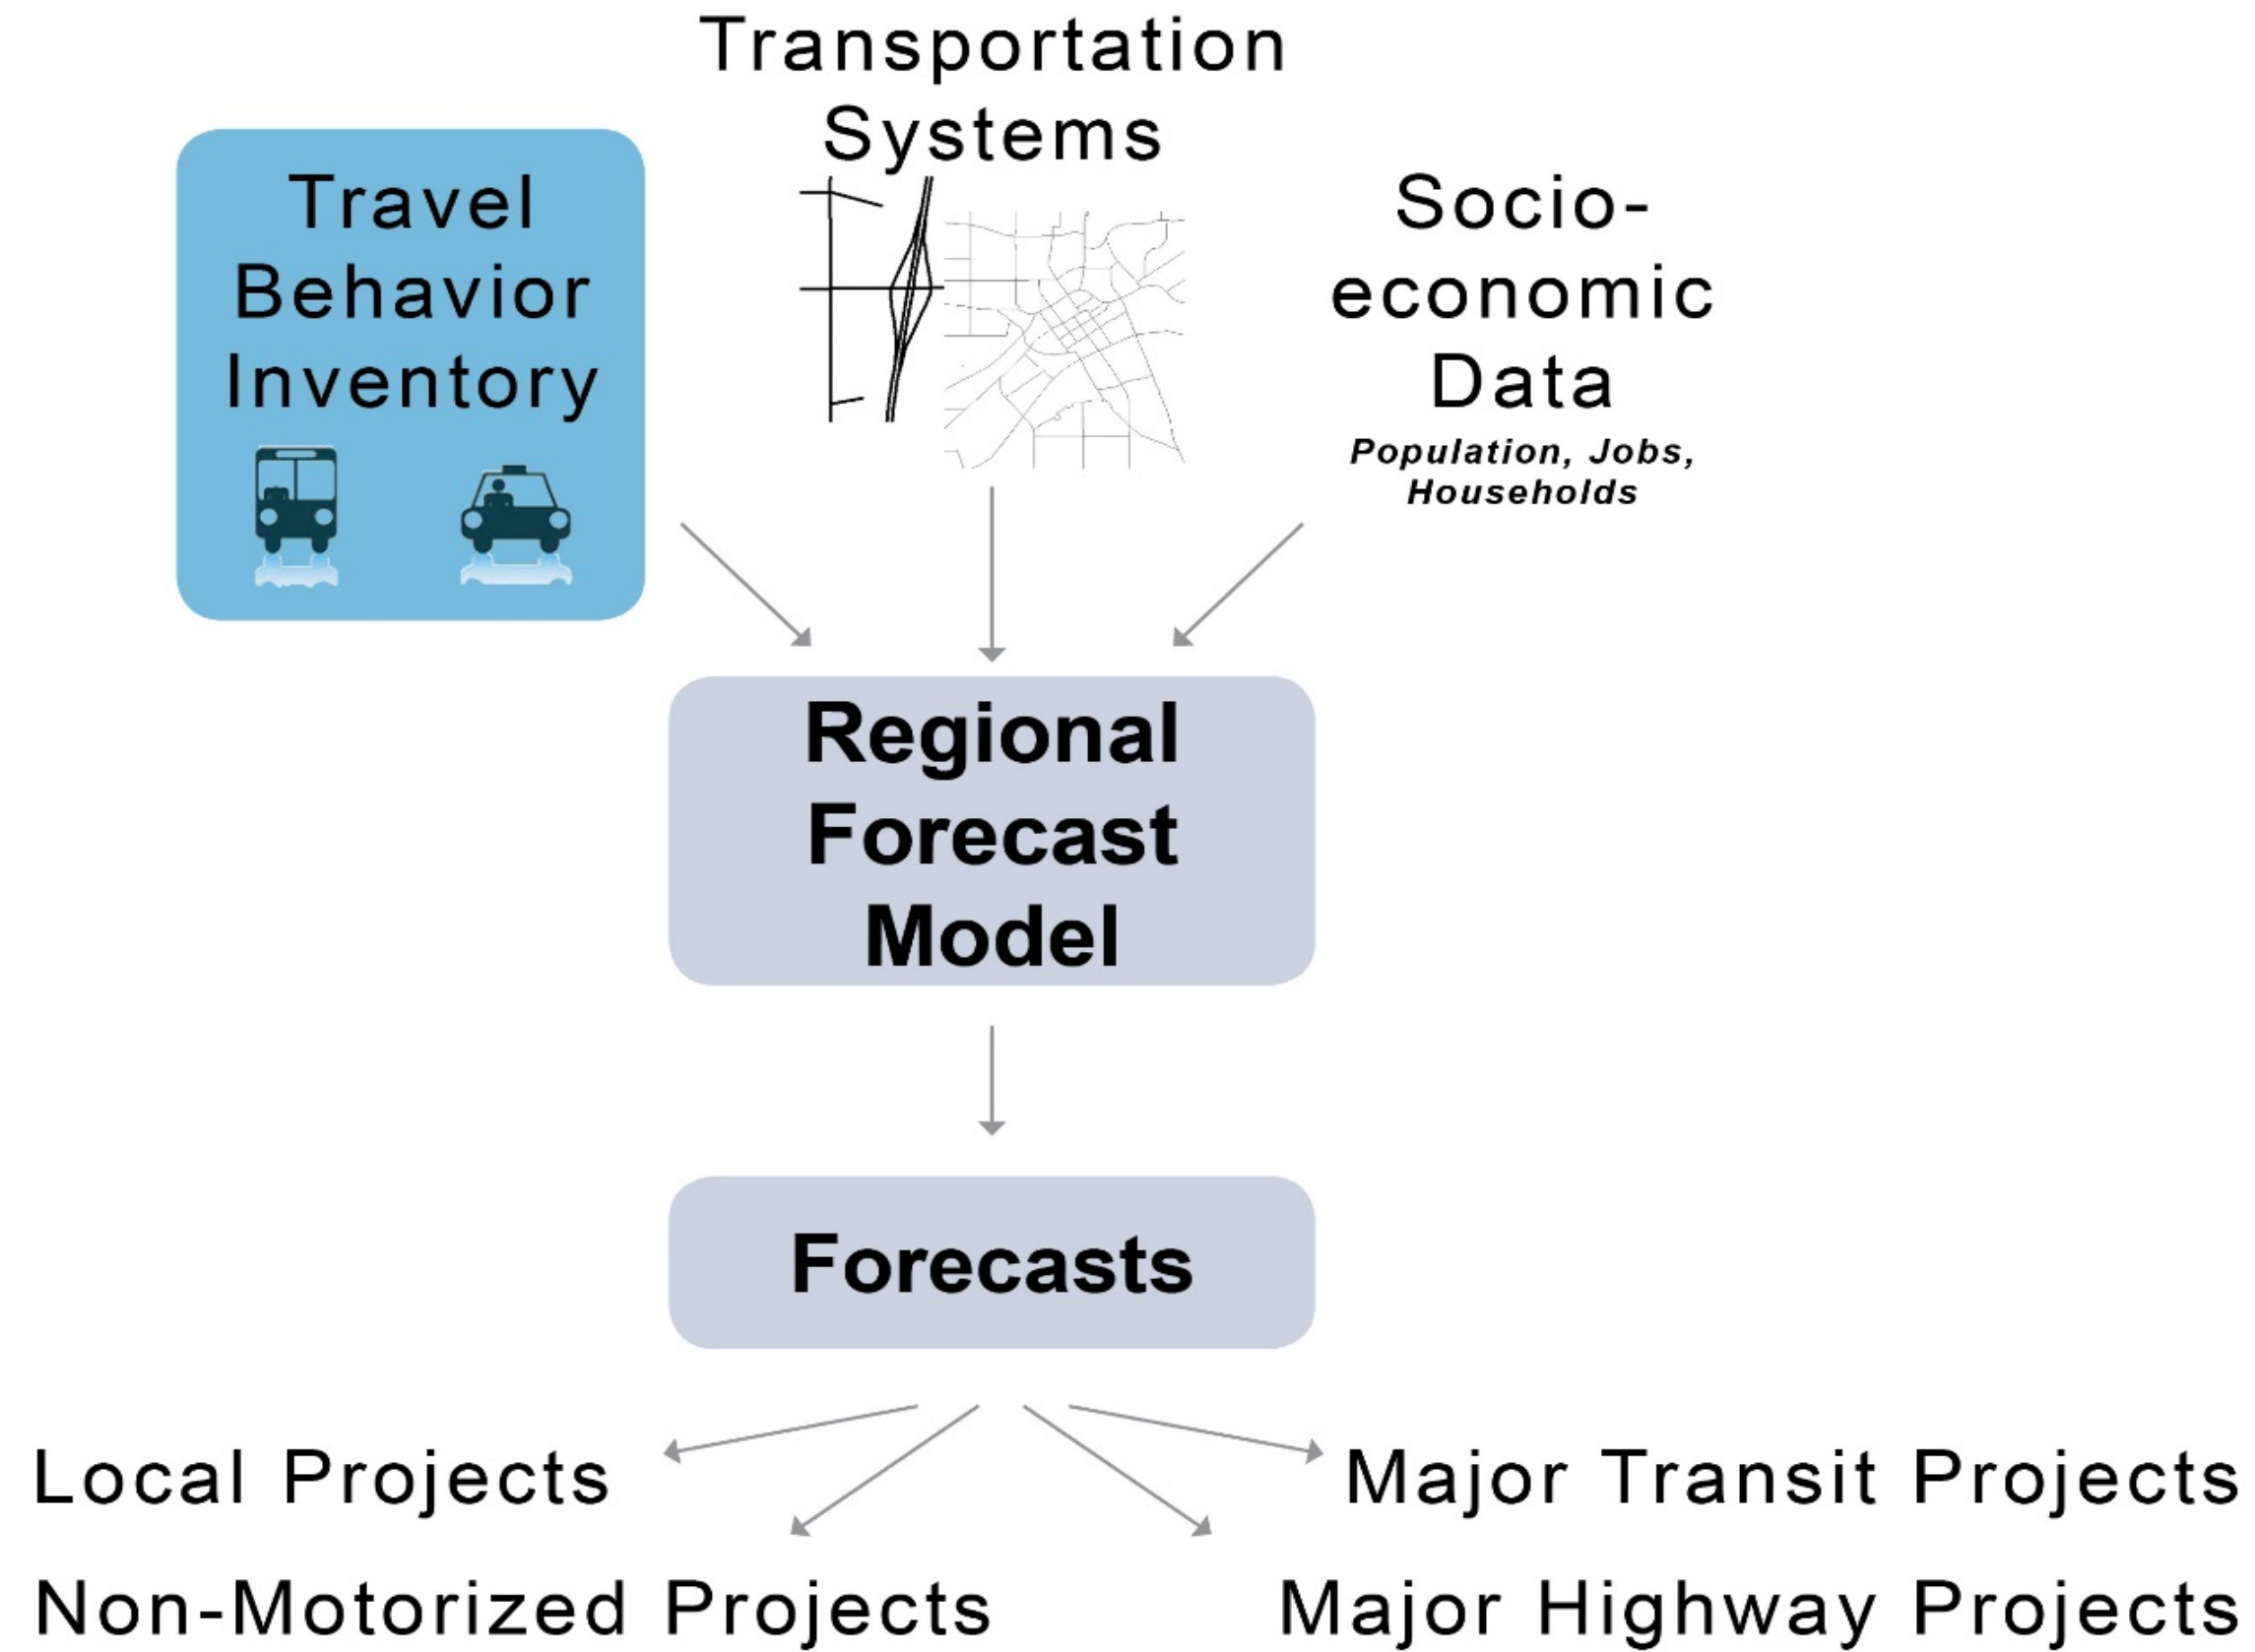 Transportation
Systems
Travel
Behavior
Inventory
Socio-
economic
Data
Population, Jobs,
Households
Regional
Forecast
Model
Forecasts
Local Projects
Major Transit Projects
Non-Motorized Projects
Major Highway Projects